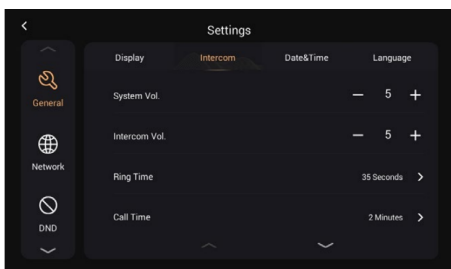 Settings
Display Intercom Date&Time Language
General
System Vol. 5
Intercom Vol. 5
Network
Ring Time 35 Seconds
DND
Call Time 2 Minutes